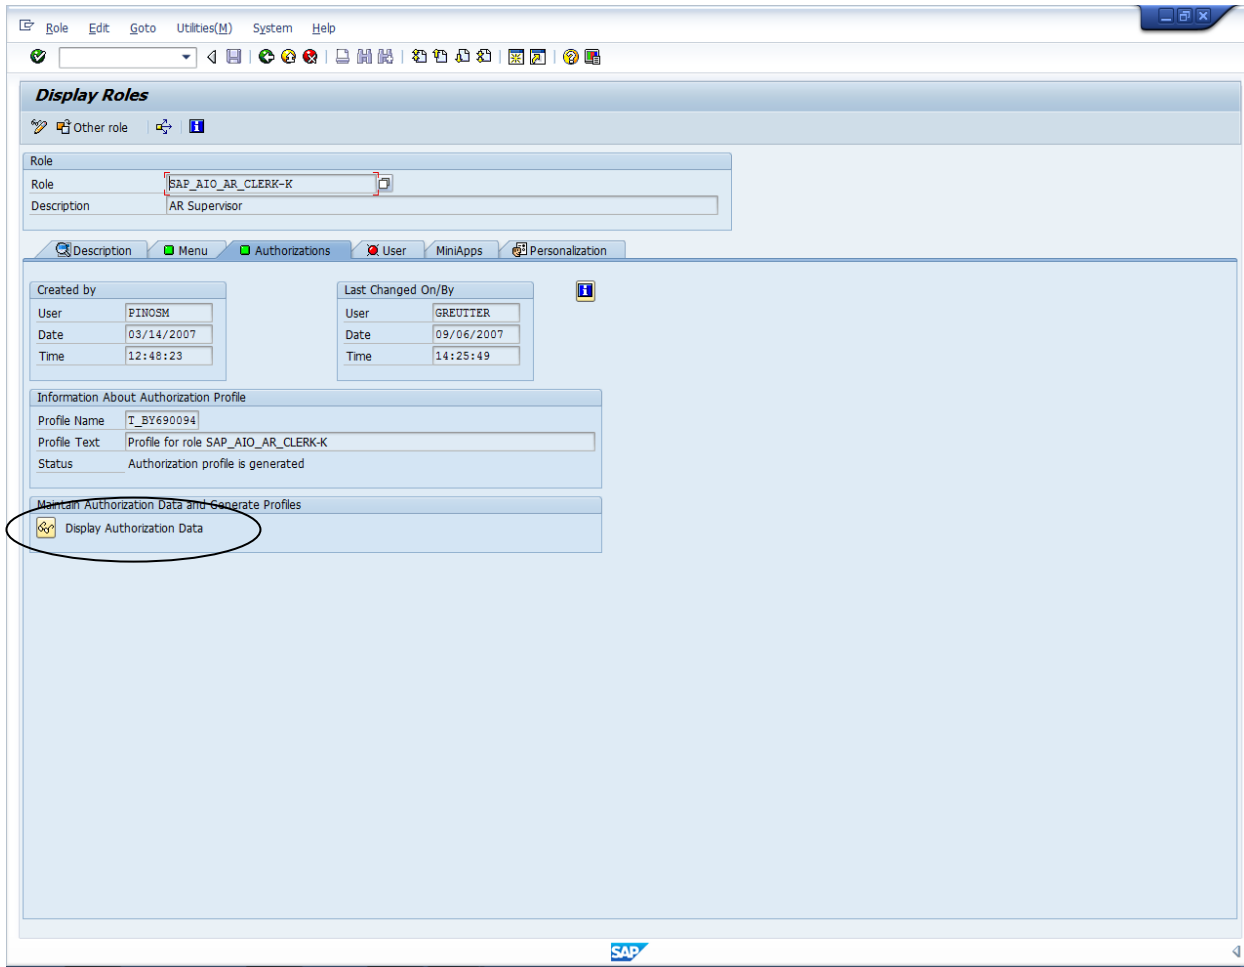 Role Edit Goto Utilities(M) System Help
Display Roles
Other role
Role
Role SAP_AIO_AR_CLERK-K
Description AR Supervisor
Description Menu Authorizations User MiniApps Personalization
Created by Last Changed On/By
User PINOSM User GREUTTER
Date 03/14/2007 Date 09/06/2007
Time 12:48:23 Time 14:25:49
Information About Authorization Profile
Profile Name T_BY690094
Profile Text Profile for role SAP_AIO_AR_CLERK-K
Status Authorization profile is generated
Maintain Authorization Data and Generate Profiles
Display Authorization Data
SAP